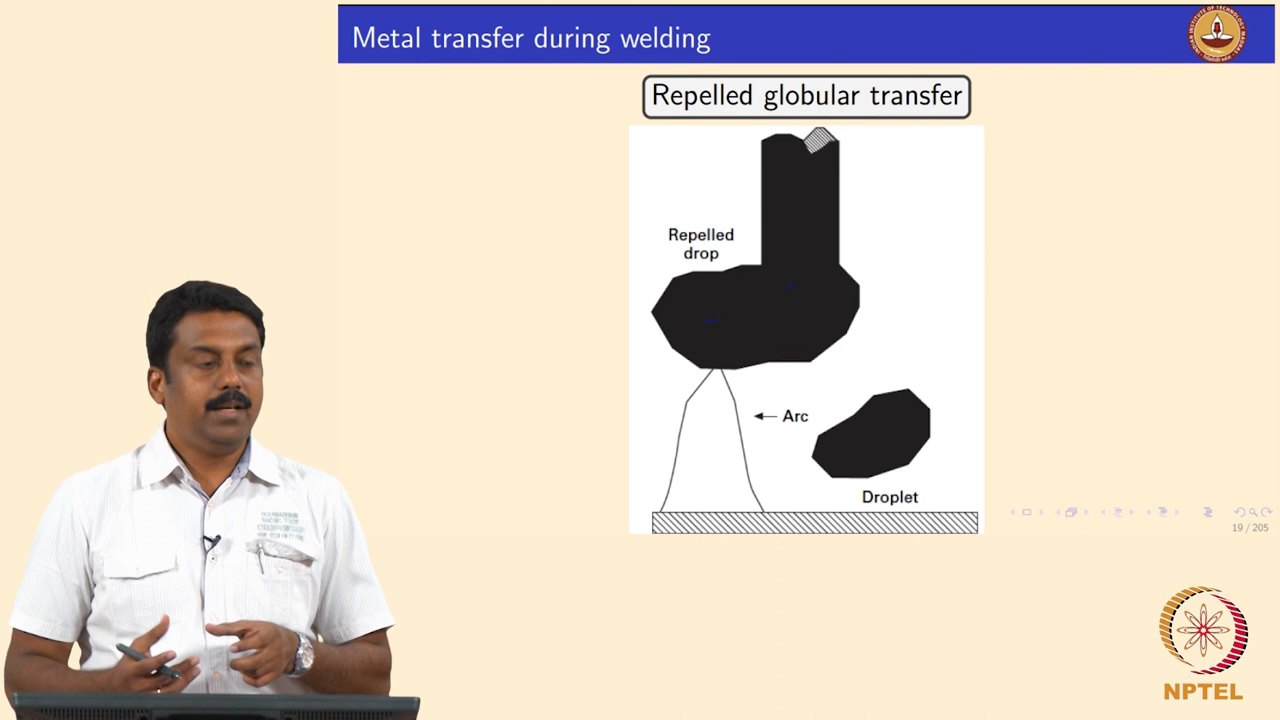 Metal transfer during welding
Repelled globular transfer
Repelled
drop
Arc
Droplet
19 / 205
NPTEL